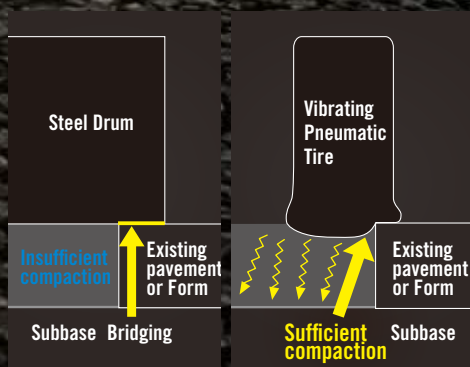 Steel Drum
Insufficient
compaction
Existing
pavement
or Form
Subbase Bridging
Vibrating
Pneumatic
Tire
Existing
pavement
or Form
Sufficient
compaction
Subbase